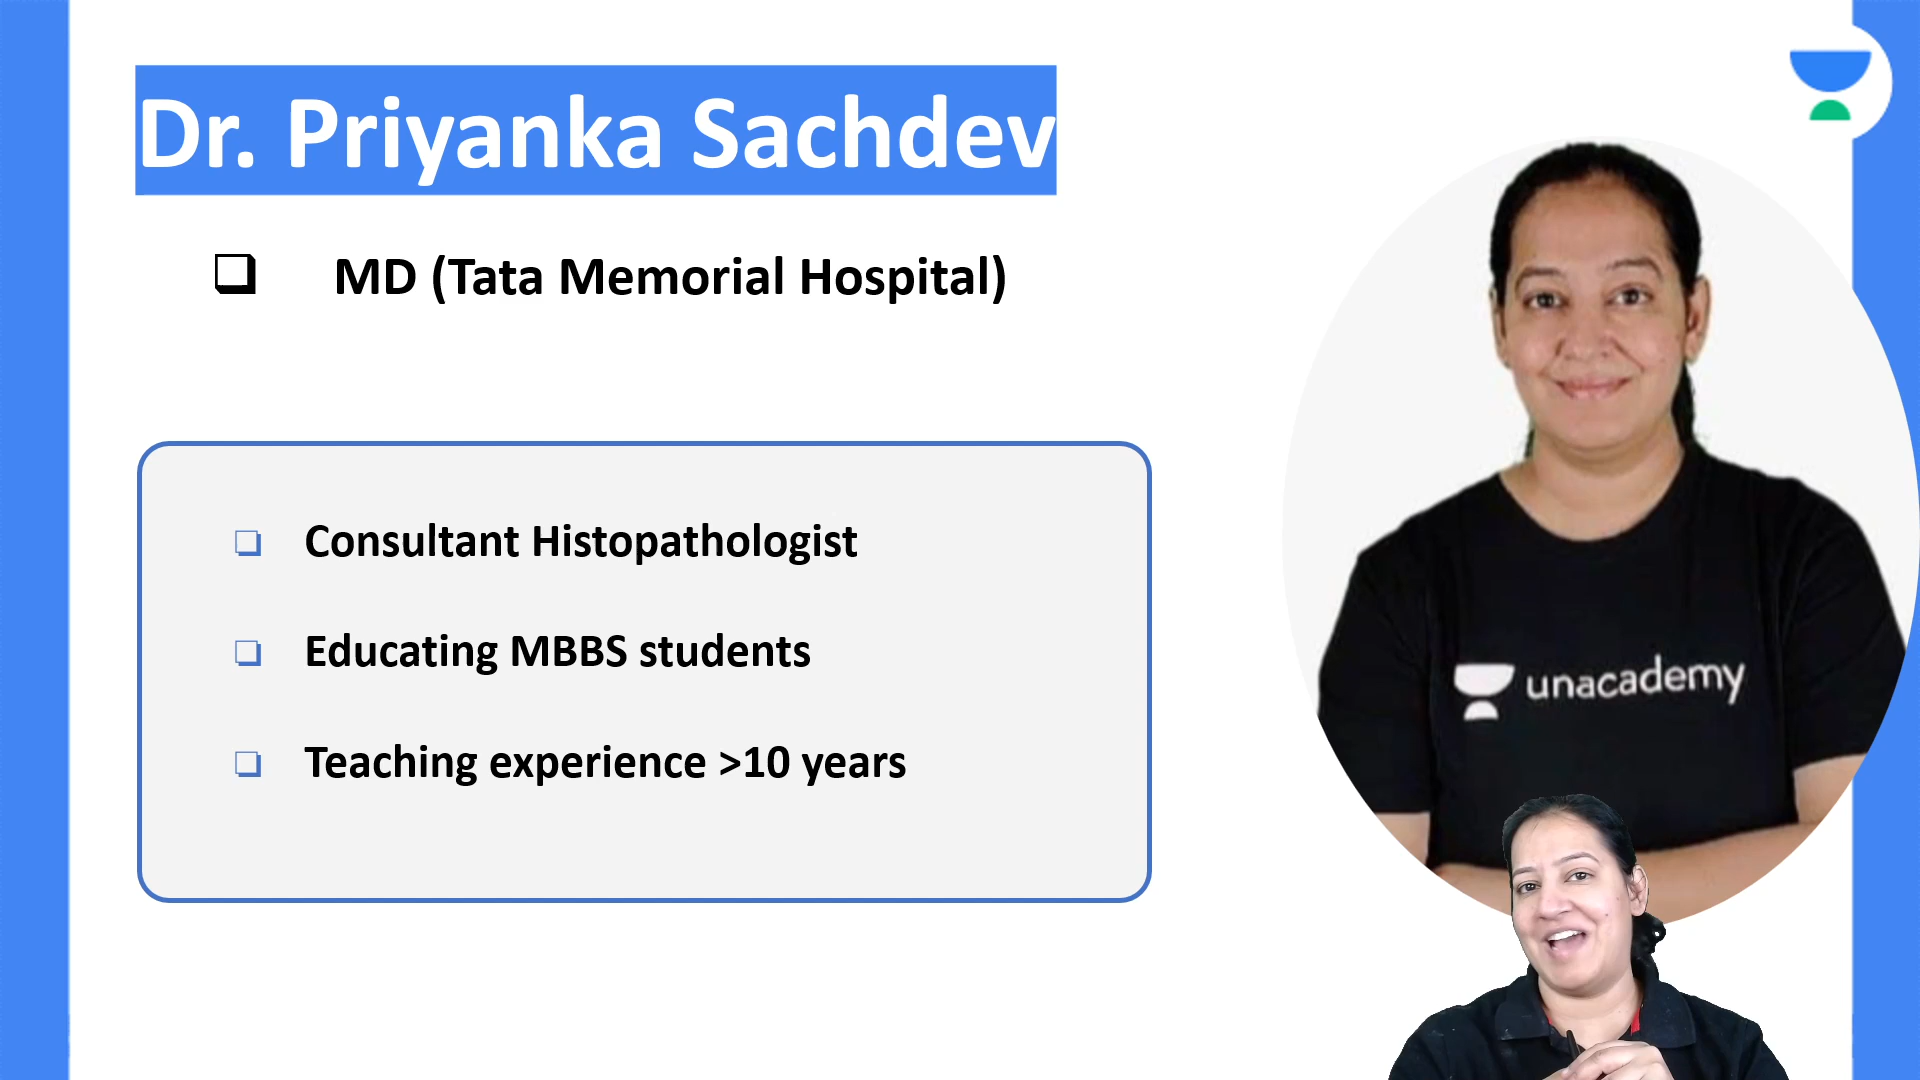 Dr. Priyanka Sachdev
MD (Tata Memorial Hospital)
Consultant Histopathologist
Educating MBBS students
Teaching experience >10 years
unacademy